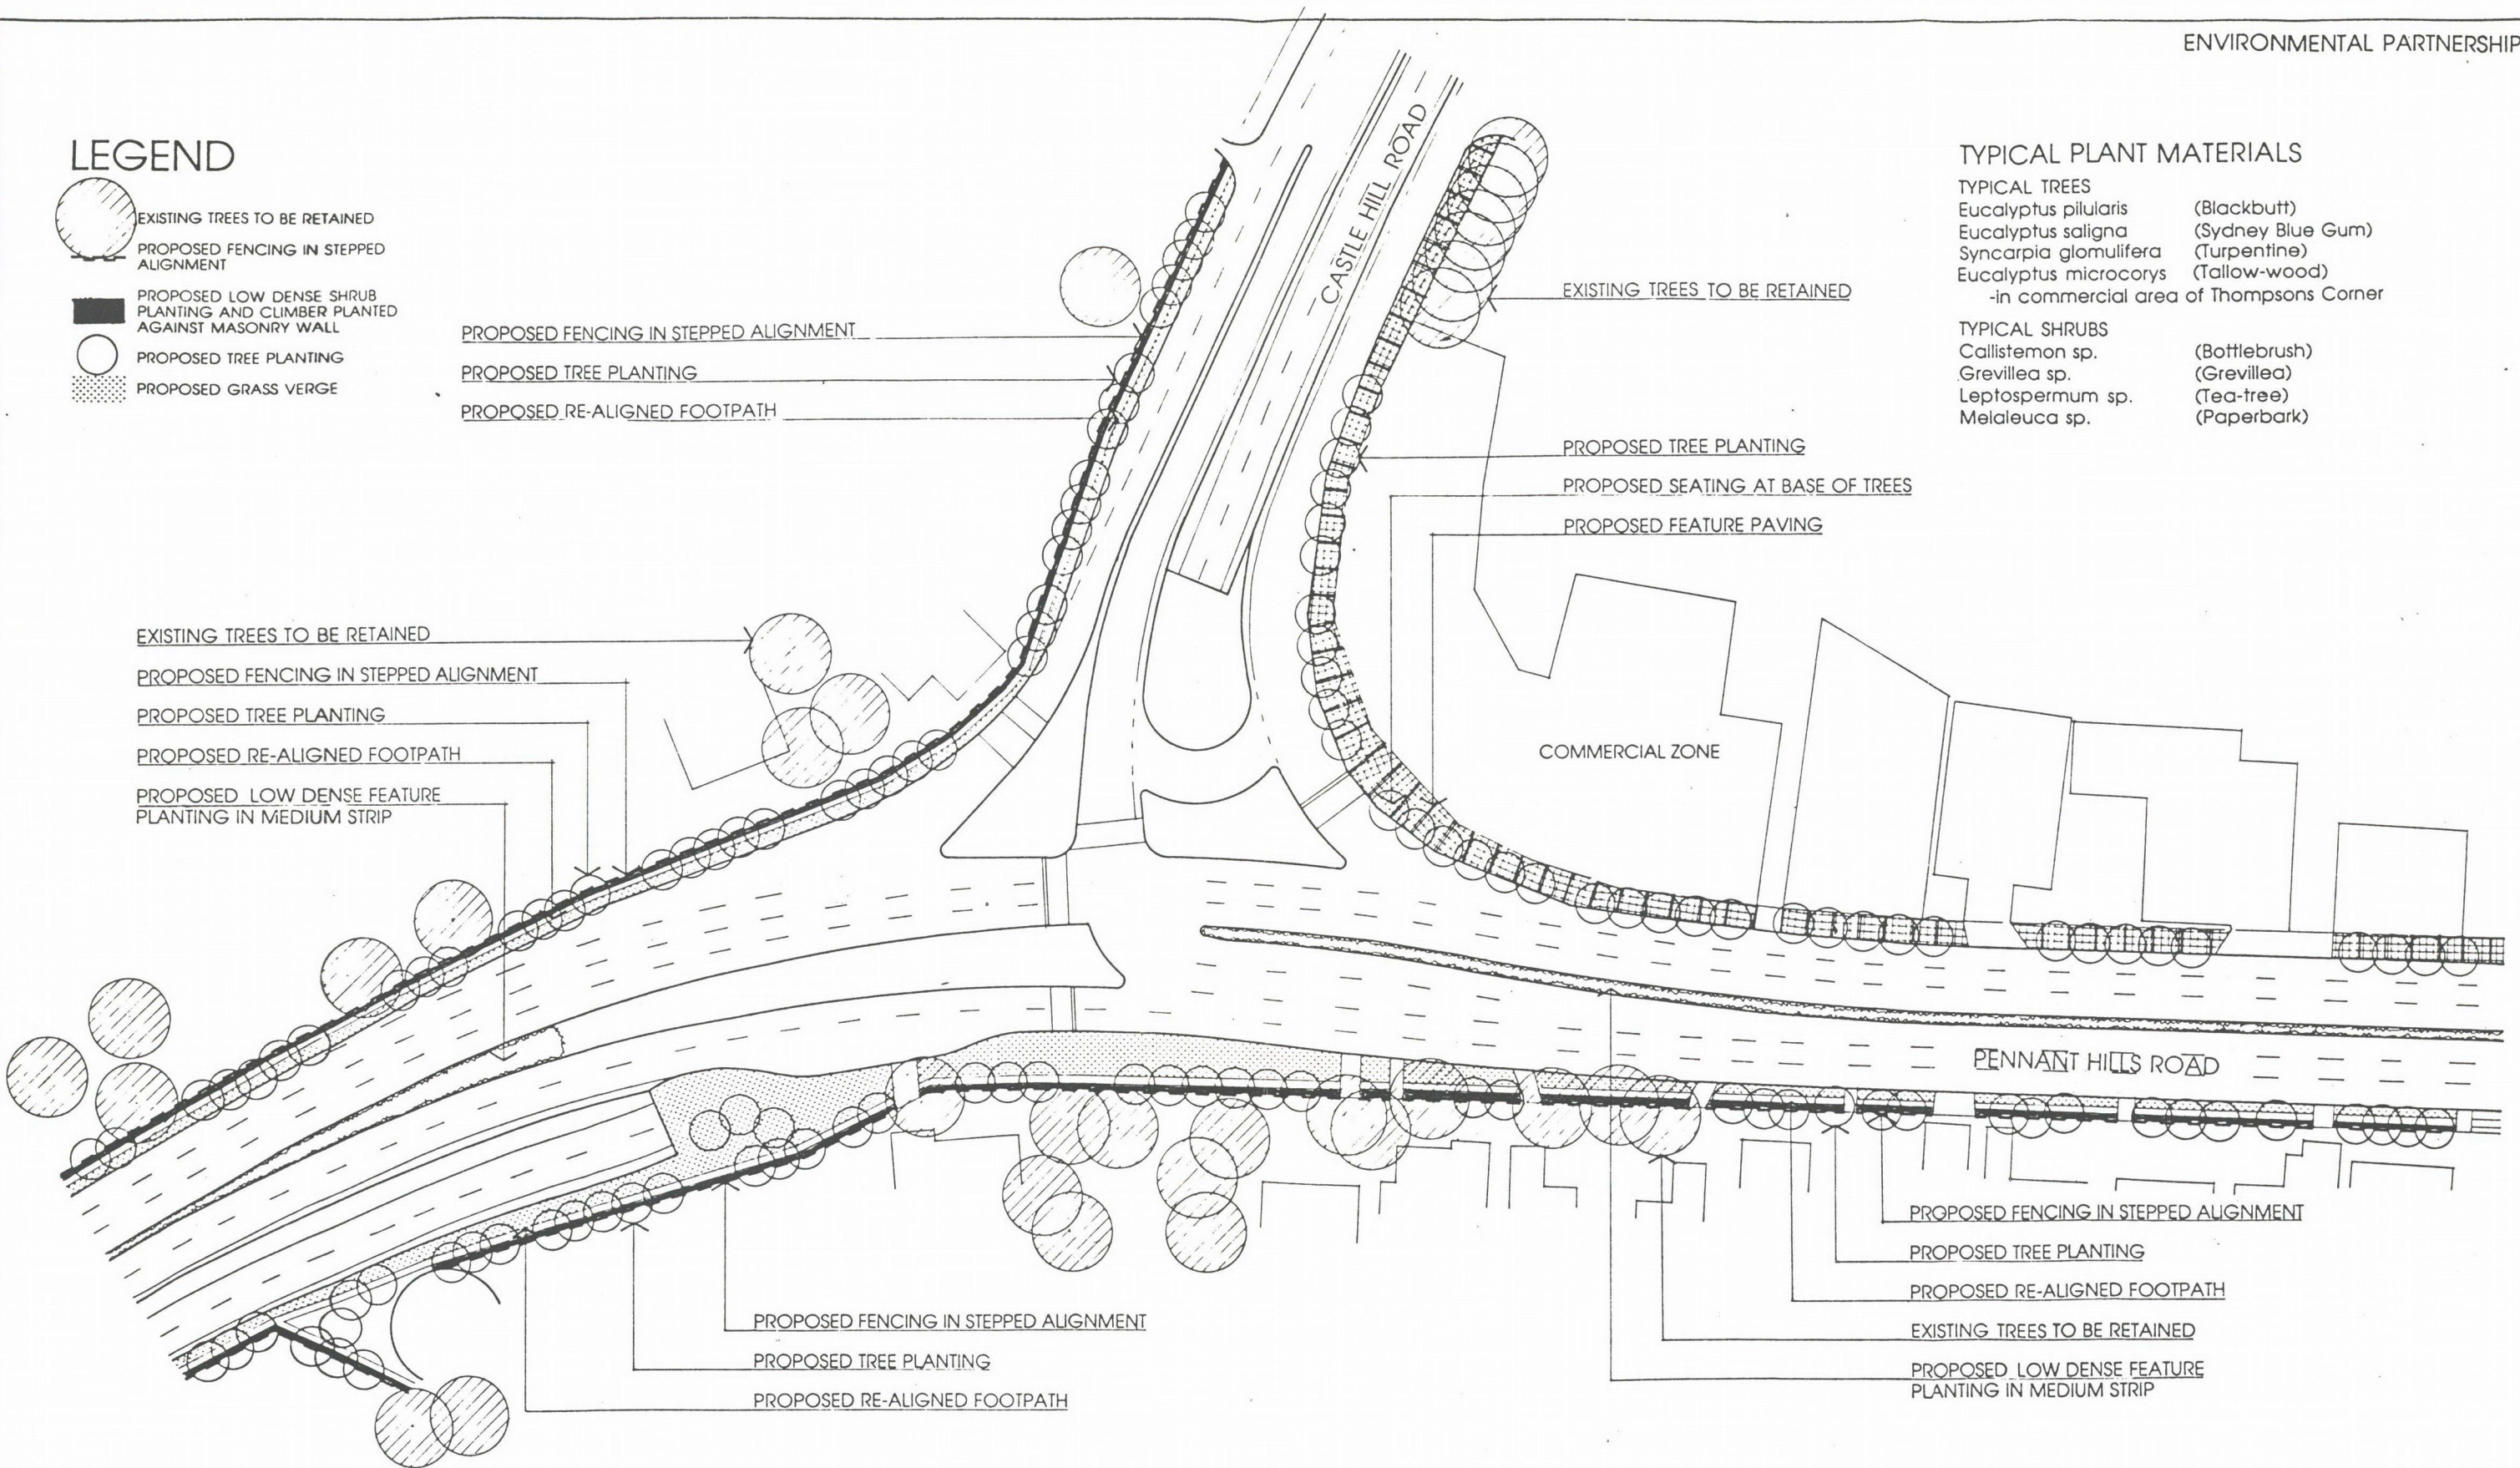 ENVIRONMENTAL PARTNERSHIP
LEGEND
EXISTING TREES TO BE RETAINED
PROPOSED FENCING IN STEPPED
ALIGNMENT
PROPOSED LOW DENSE SHRUB
PLANTING AND CLIMBER PLANTED
AGAINST MASONRY WALL
PROPOSED TREE PLANTING
PROPOSED GRASS VERGE
PROPOSED FENCING IN STEPPED ALIGNMENT
PROPOSED TREE PLANTING
PROPOSED RE-ALIGNED FOOTPATH
CASTLE HILL ROAD
TYPICAL PLANT MATERIALS
TYPICAL TREES
Eucalyptus pilularis (Blackbutt)
Eucalyptus saligna (Sydney Blue Gum)
Syncarpia glomulifera (Turpentine)
Eucalyptus microcorys (Tallow-wood)
-in commercial area of Thompsons Corner
TYPICAL SHRUBS
Callistemon sp. (Bottlebrush)
Grevillea sp. (Grevillea)
Leptospermum sp. (Tea-tree)
Melaleuca sp. (Paperbark)
EXISTING TREES TO BE RETAINED
PROPOSED TREE PLANTING
PROPOSED SEATING AT BASE OF TREES
PROPOSED FEATURE PAVING
EXISTING TREES TO BE RETAINED
PROPOSED FENCING IN STEPPED ALIGNMENT
PROPOSED TREE PLANTING
PROPOSED RE-ALIGNED FOOTPATH
PROPOSED LOW DENSE FEATURE
PLANTING IN MEDIUM STRIP
COMMERCIAL ZONE
PENNANT HILLS ROAD
PROPOSED FENCING IN STEPPED ALIGNMENT
PROPOSED TREE PLANTING
PROPOSED RE-ALIGNED FOOTPATH
PROPOSED FENCING IN STEPPED ALIGNMENT
PROPOSED TREE PLANTING
PROPOSED RE-ALIGNED FOOTPATH
EXISTING TREES TO BE RETAINED
PROPOSED LOW DENSE FEATURE
PLANTING IN MEDIUM STRIP